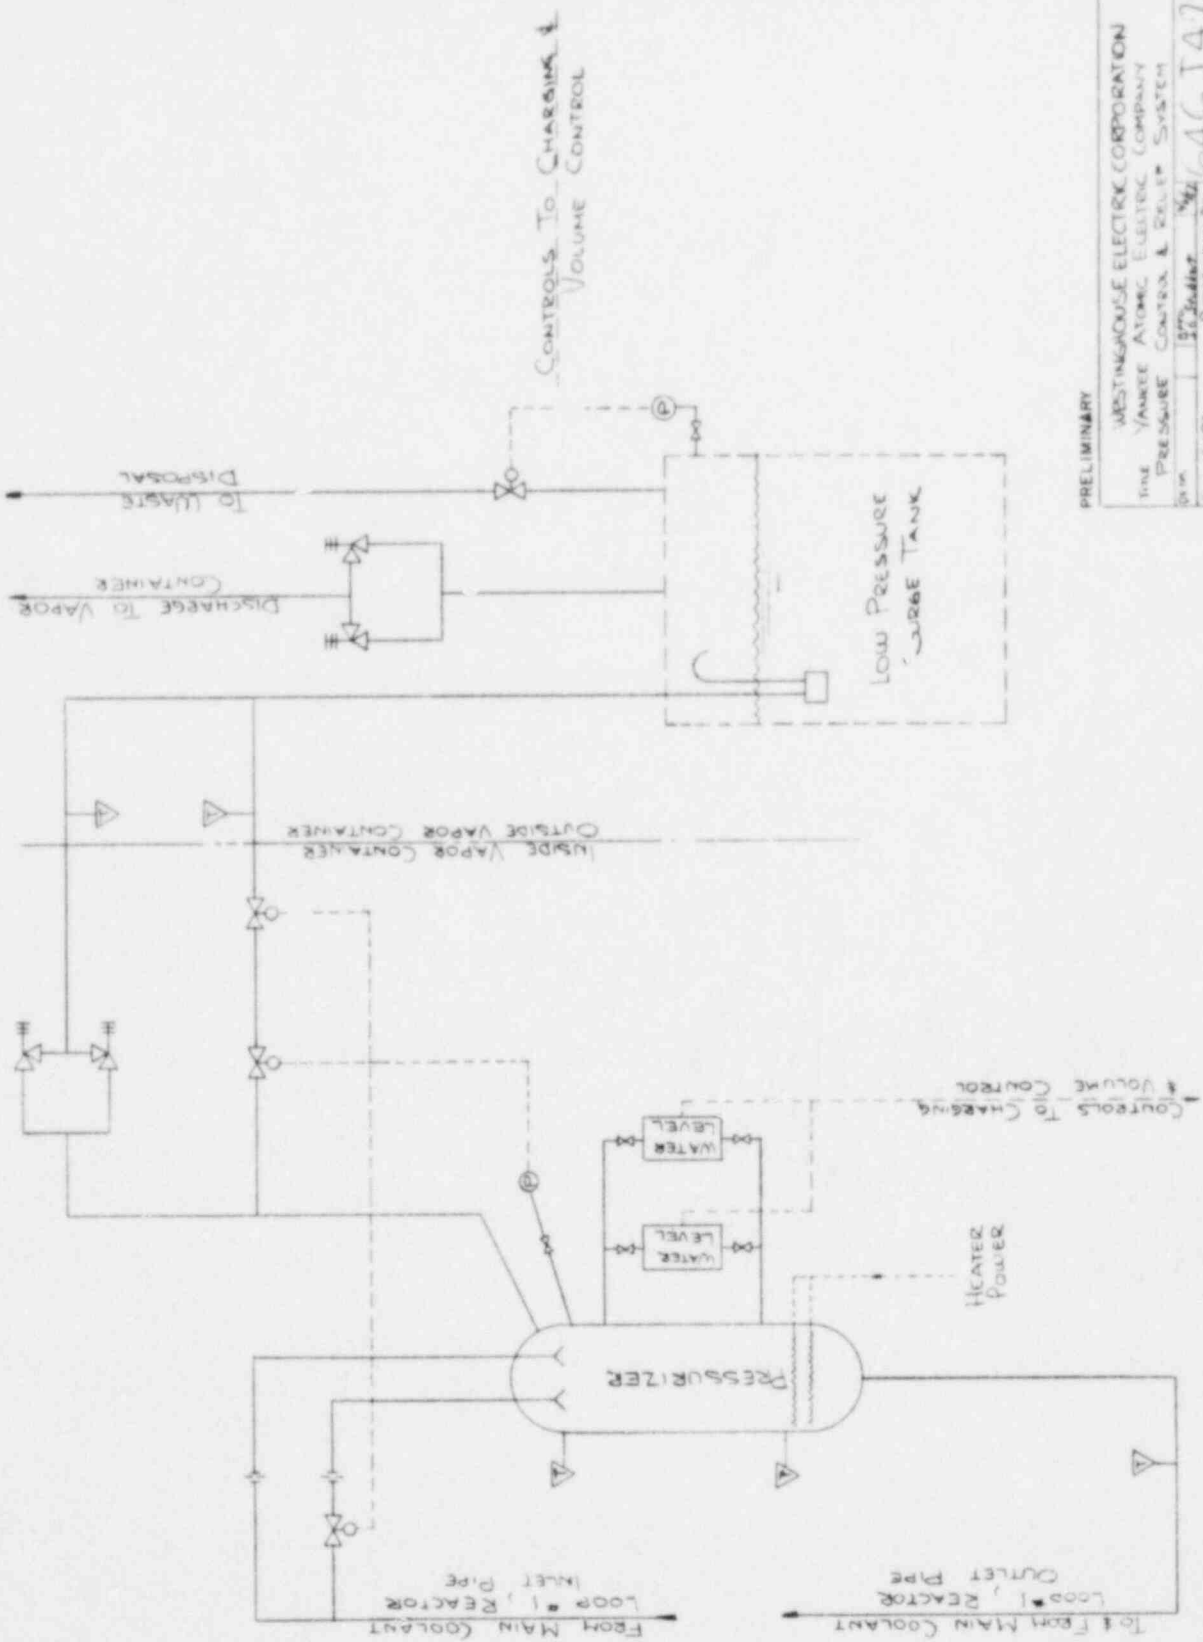 CONTROLS TO CHARGING &
VOLUME CONTROL
TO WASTE
DISPOSAL
DISCHARGE TO VAPOR
CONTAINER
P
LOW PRESSURE
SURGE TANK
T
T
INSIDE VAPOR CONTAINER
OUTSIDE VAPOR CONTAINER
CONTROLS TO CHARGING
& VOLUME CONTROL
P
WATER
LEVEL
WATER
LEVEL
HEATER
POWER
PRESSURIZER
T
T
T
FROM MAIN COOLANT
LOOP #1, REACTOR
INLET PIPE
TO & FROM MAIN COOLANT
LOOP #1, REACTOR
OUTLET PIPE
PRELIMINARY
WESTINGHOUSE ELECTRIC CORPORATION
TITLE YANKEE ATOMIC ELECTRIC COMPANY
PRESSURE CONTROL & RELIEF SYSTEM